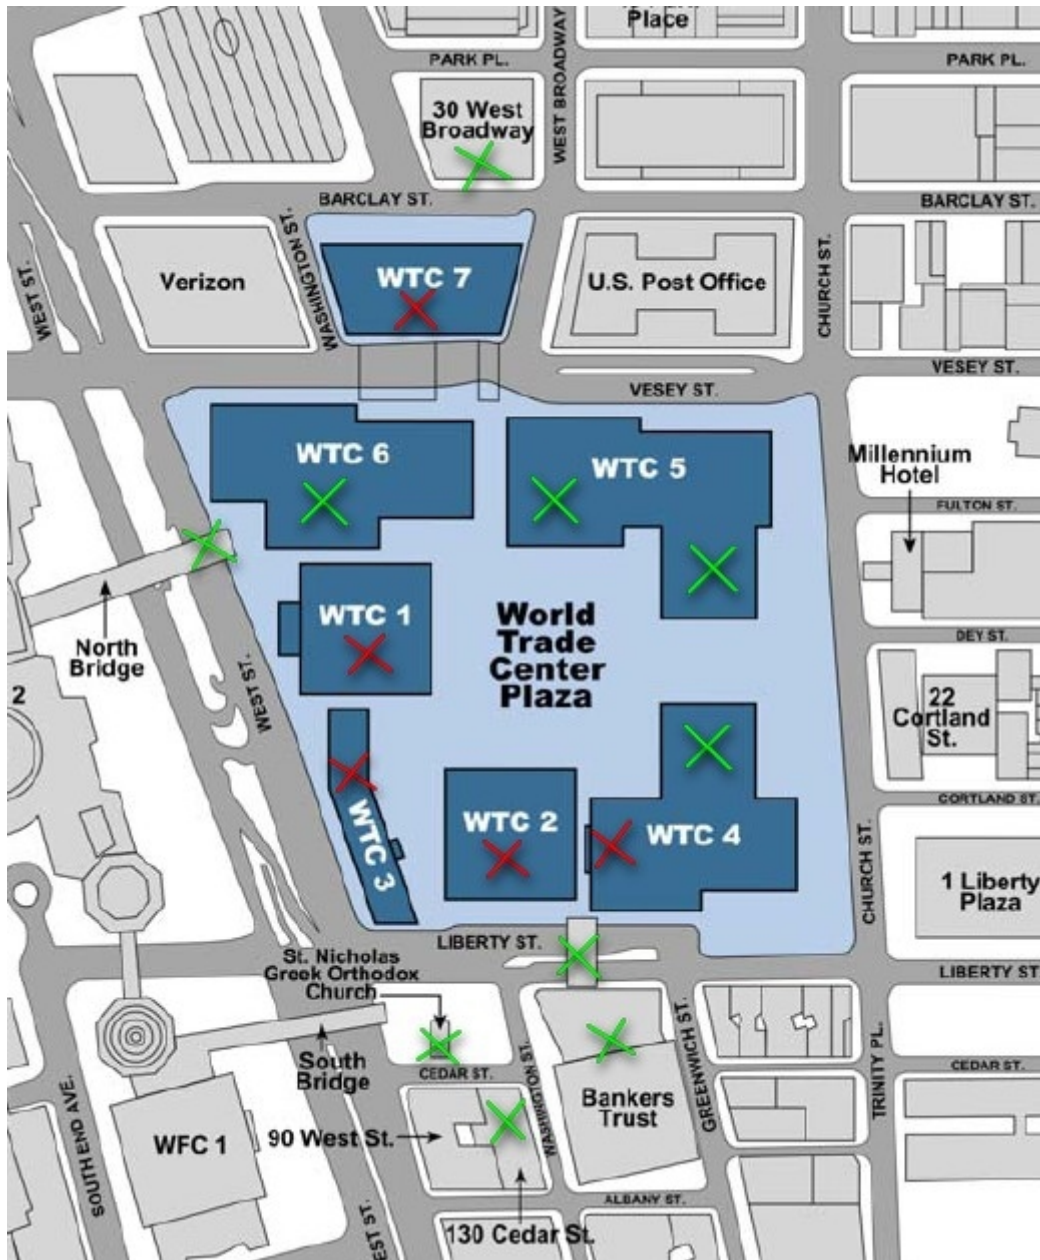 Place
PARK PL.
PARK PL.
WEST BROADWAY
30 West
Broadway
BARCLAY ST.
BARCLAY ST.
WASHINGTON ST.
WEST ST.
Verizon
WTC 7
U.S. Post Office
CHURCH ST.
VESEY ST.
VESEY ST.
WTC 6
WTC 5
Millennium
Hotel
FULTON ST.
WTC 1
World
Trade
Center
Plaza
North
Bridge
DEY ST.
WEST ST.
2
22
Cortland
St.
WTC 3
WTC 2
WTC 4
CORTLAND ST.
CHURCH ST.
1 Liberty
Plaza
LIBERTY ST.
St. Nicholas
Greek Orthodox
Church
LIBERTY ST
South
Bridge
CEDAR ST.
CEDAR ST.
WASHINGTON ST.
GREENWICH ST.
TRINITY PL.
Bankers
Trust
SOUTH END AVE.
WFC 1
90 West St.
EST ST.
130 Cedar St.
ALBANY ST.